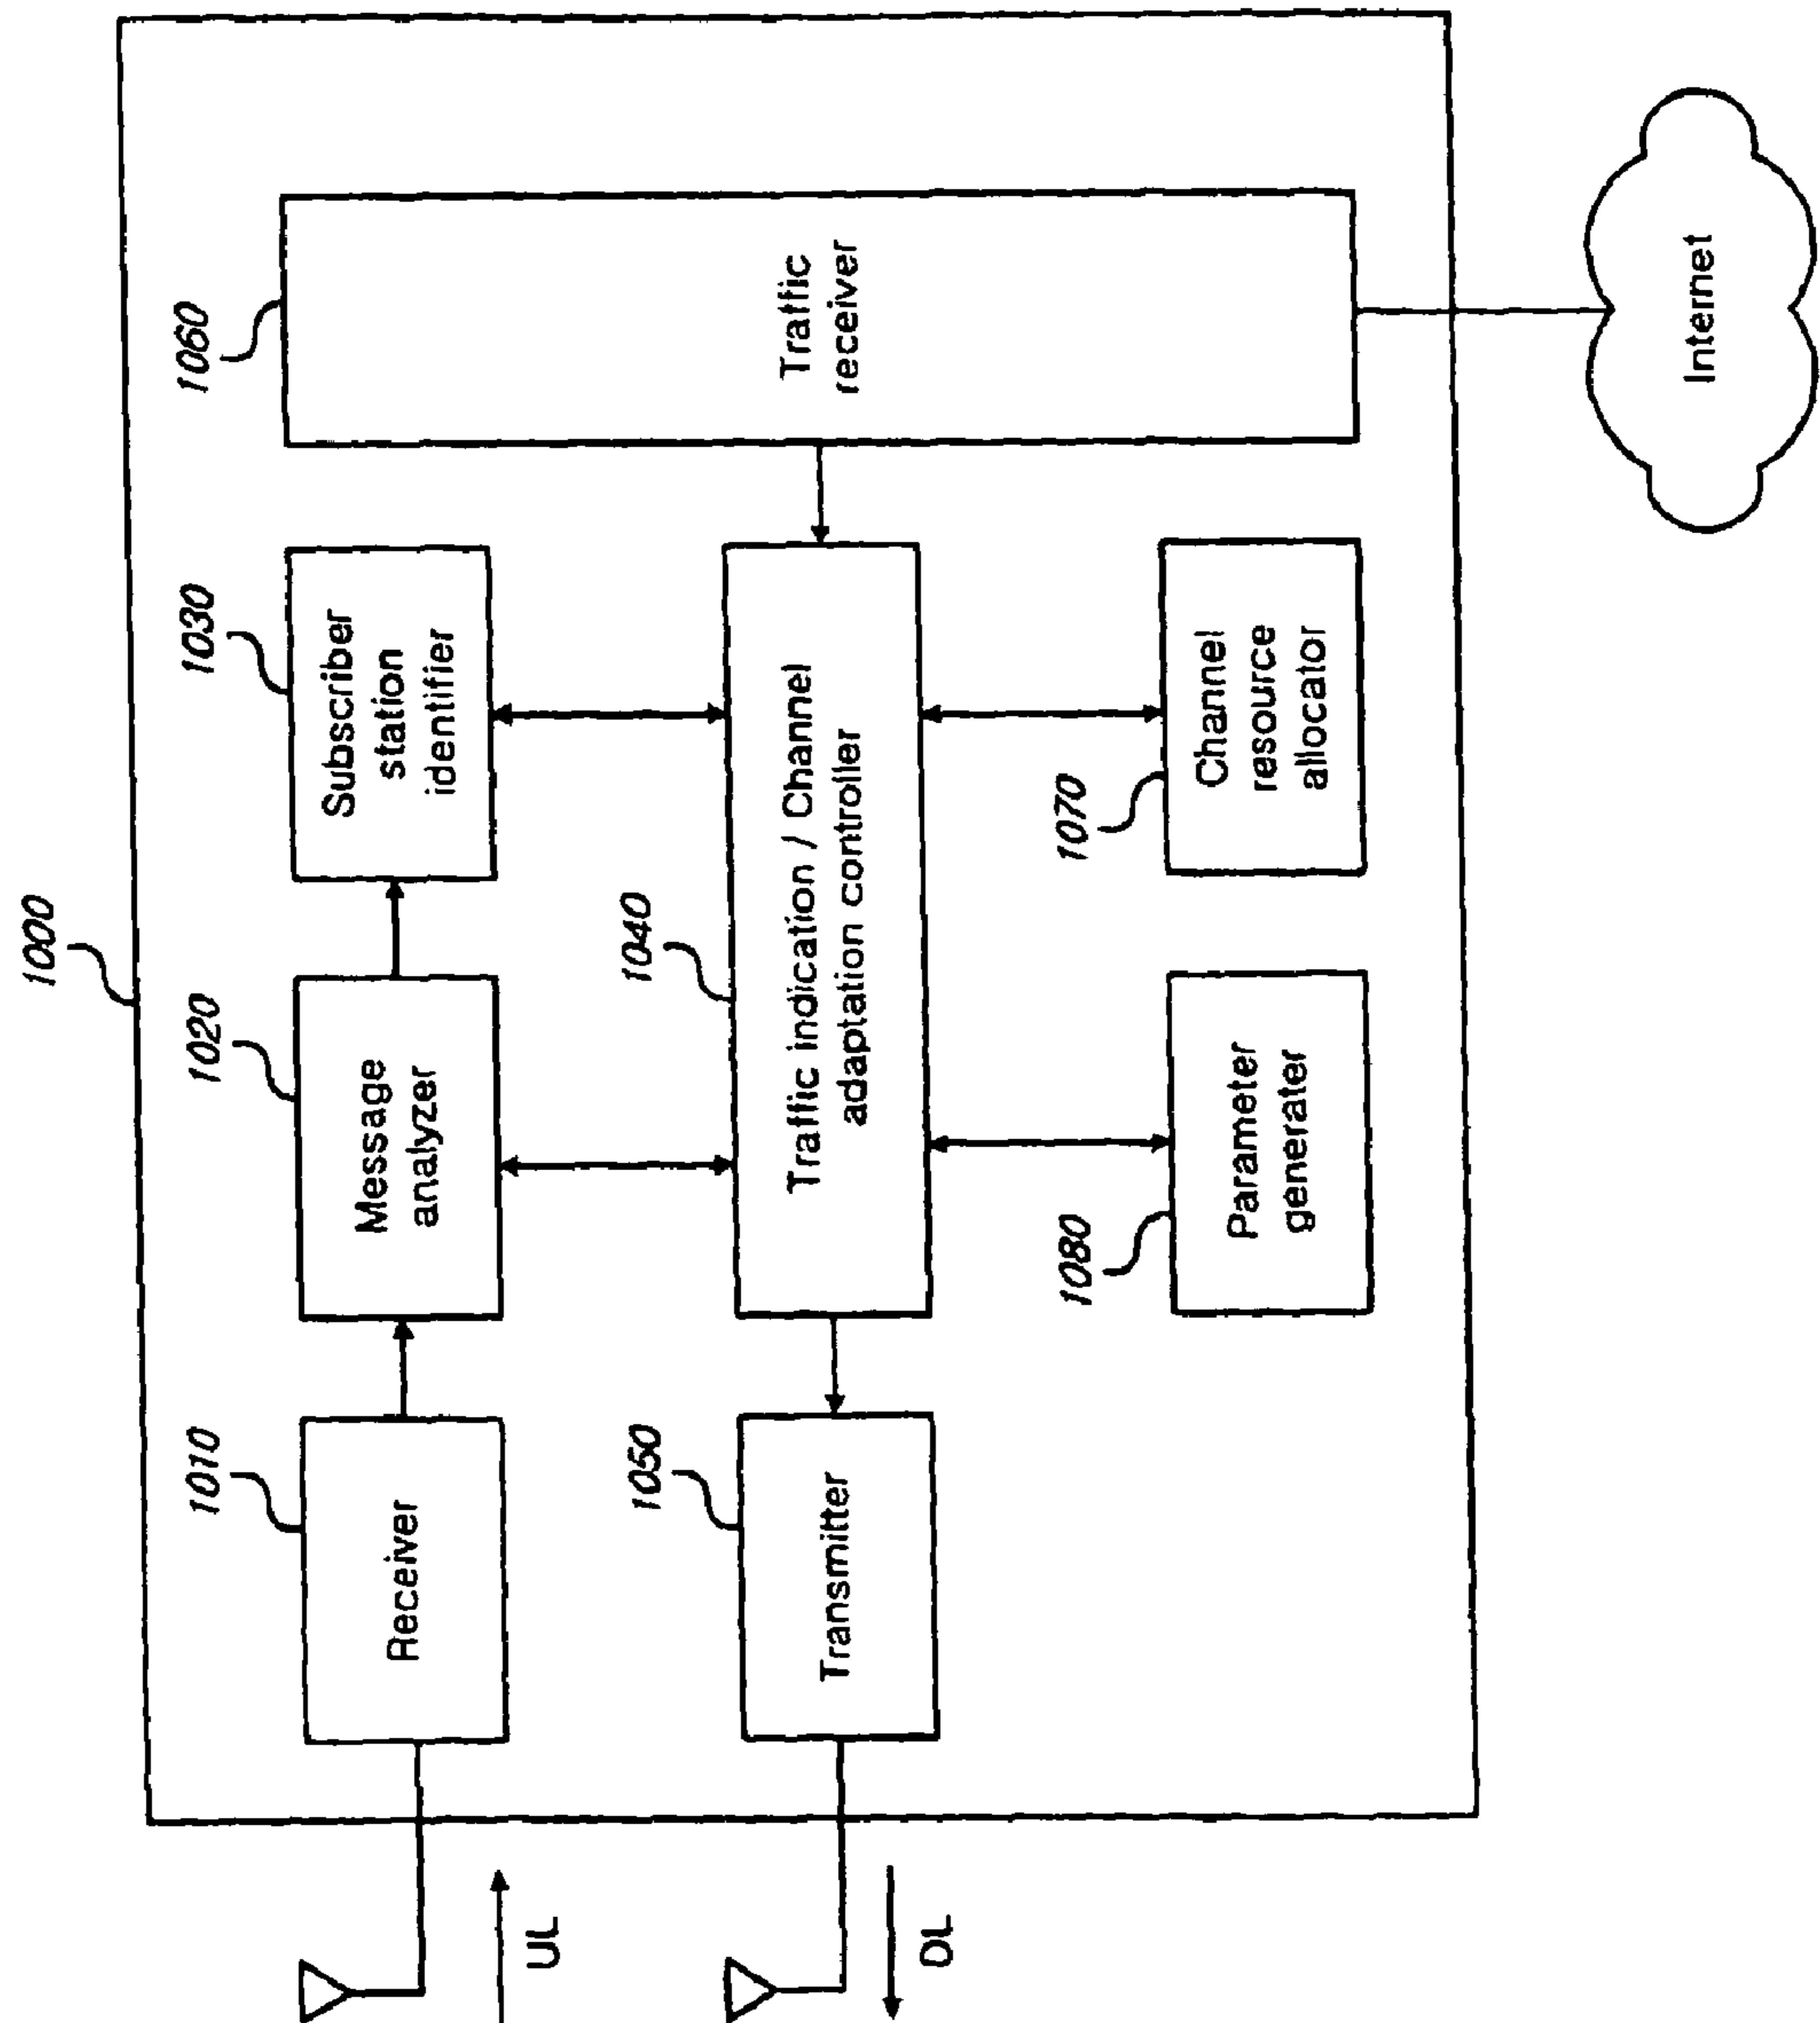 1000
1010
Receiver
1020
Message
analyzer
1030
Subscriber
station
identifier
1060
Traffic
receiver
UL
1050
Transmitter
1040
Traffic indication / Channel
adaptation controller
DL
1080
Parameter
generater
1070
Channel
resource
allocator
Internet